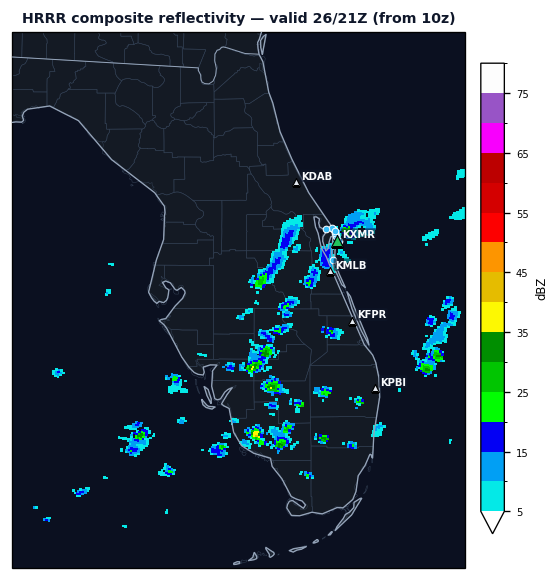 HRRR composite reflectivity — valid 26/21Z (from 10z)
KDAB
KXMR
KMLB
KFPR
KPBI
75
65
55
45
35
25
15
5
dBZ